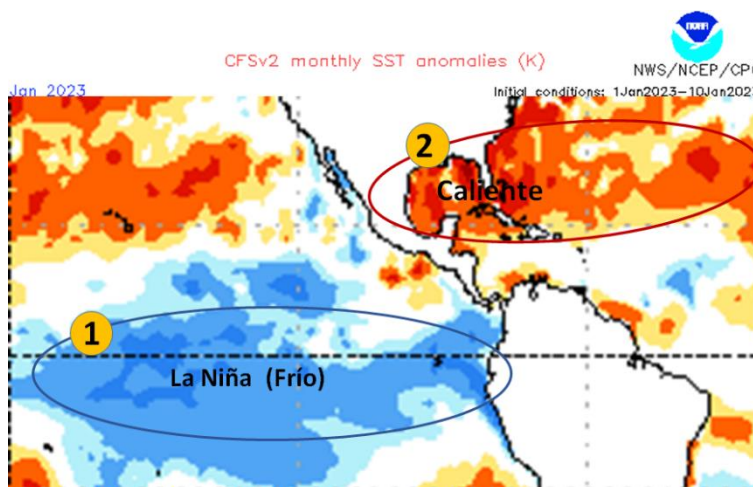 NOAA
CFSv2 monthly SST anomalies (K)
NWS/NCEP/CPC
Jan 2023
Initial conditions: 1Jan2023–10Jan2023
2
Caliente
1
La Niña (Frío)